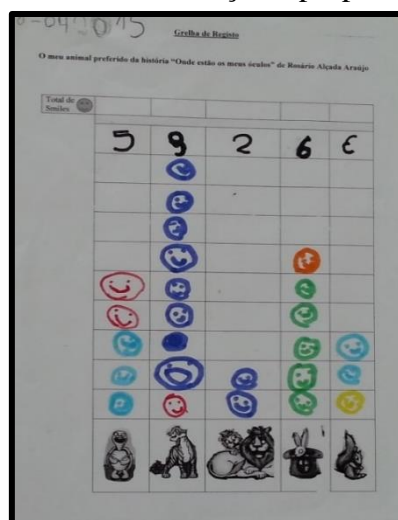 Grelha de Registo
O meu animal preferido da história "Onde estão os meus óculos" de Rosário Alçada Araújo
Total de
Smiles
5 9 2 6 3